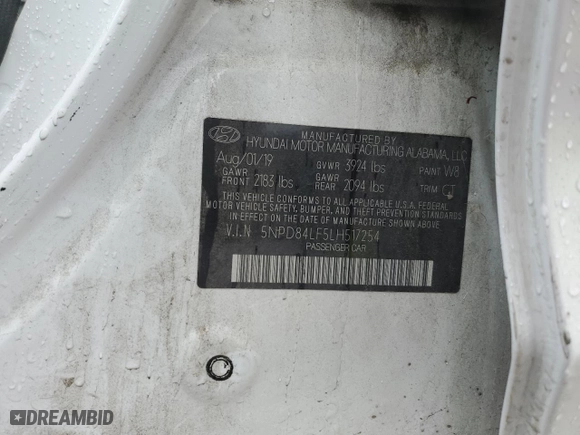 MANUFACTURED BY
HYUNDAI MOTOR MANUFACTURING ALABAMA, LLC
Aug/01/19 GVWR 3924 lbs PAINT W8
GAWR FRONT 2183 lbs GAWR REAR 2094 lbs TRIM GT
THIS VEHICLE CONFORMS TO ALL APPLICABLE U.S.A. FEDERAL
MOTOR VEHICLE SAFETY, BUMPER, AND THEFT PREVENTION STANDARDS
IN EFFECT ON THE DATE OF MANUFACTURE SHOWN ABOVE.
V.I.N 5NPD84LF5LH517254
PASSENGER CAR
DREAMBID